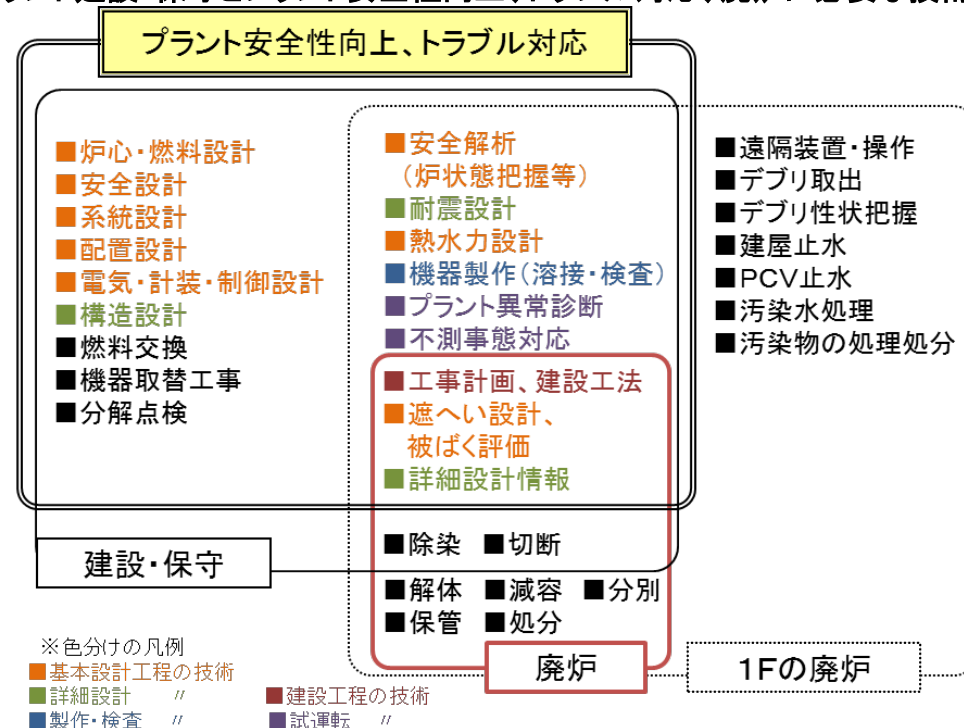 プラント安全性向上、トラブル対応
■炉心・燃料設計
■安全設計
■系統設計
■配置設計
■電気・計装・制御設計
■構造設計
■燃料交換
■機器取替工事
■分解点検
■安全解析
(炉状態把握等)
■耐震設計
■熱水力設計
■機器製作(溶接・検査)
■プラント異常診断
■不測事態対応
■工事計画、建設工法
■遮へい設計、
被ばく評価
■詳細設計情報
■除染 ■切断
■解体 ■減容 ■分別
■保管 ■処分
■遠隔装置・操作
■デブリ取出
■デブリ性状把握
■建屋止水
■PCV止水
■汚染水処理
■汚染物の処理処分
建設・保守
廃炉
1Fの廃炉
※色分けの凡例
■基本設計工程の技術
■詳細設計 〃 ■建設工程の技術
■製作・検査 〃 ■試運転 〃